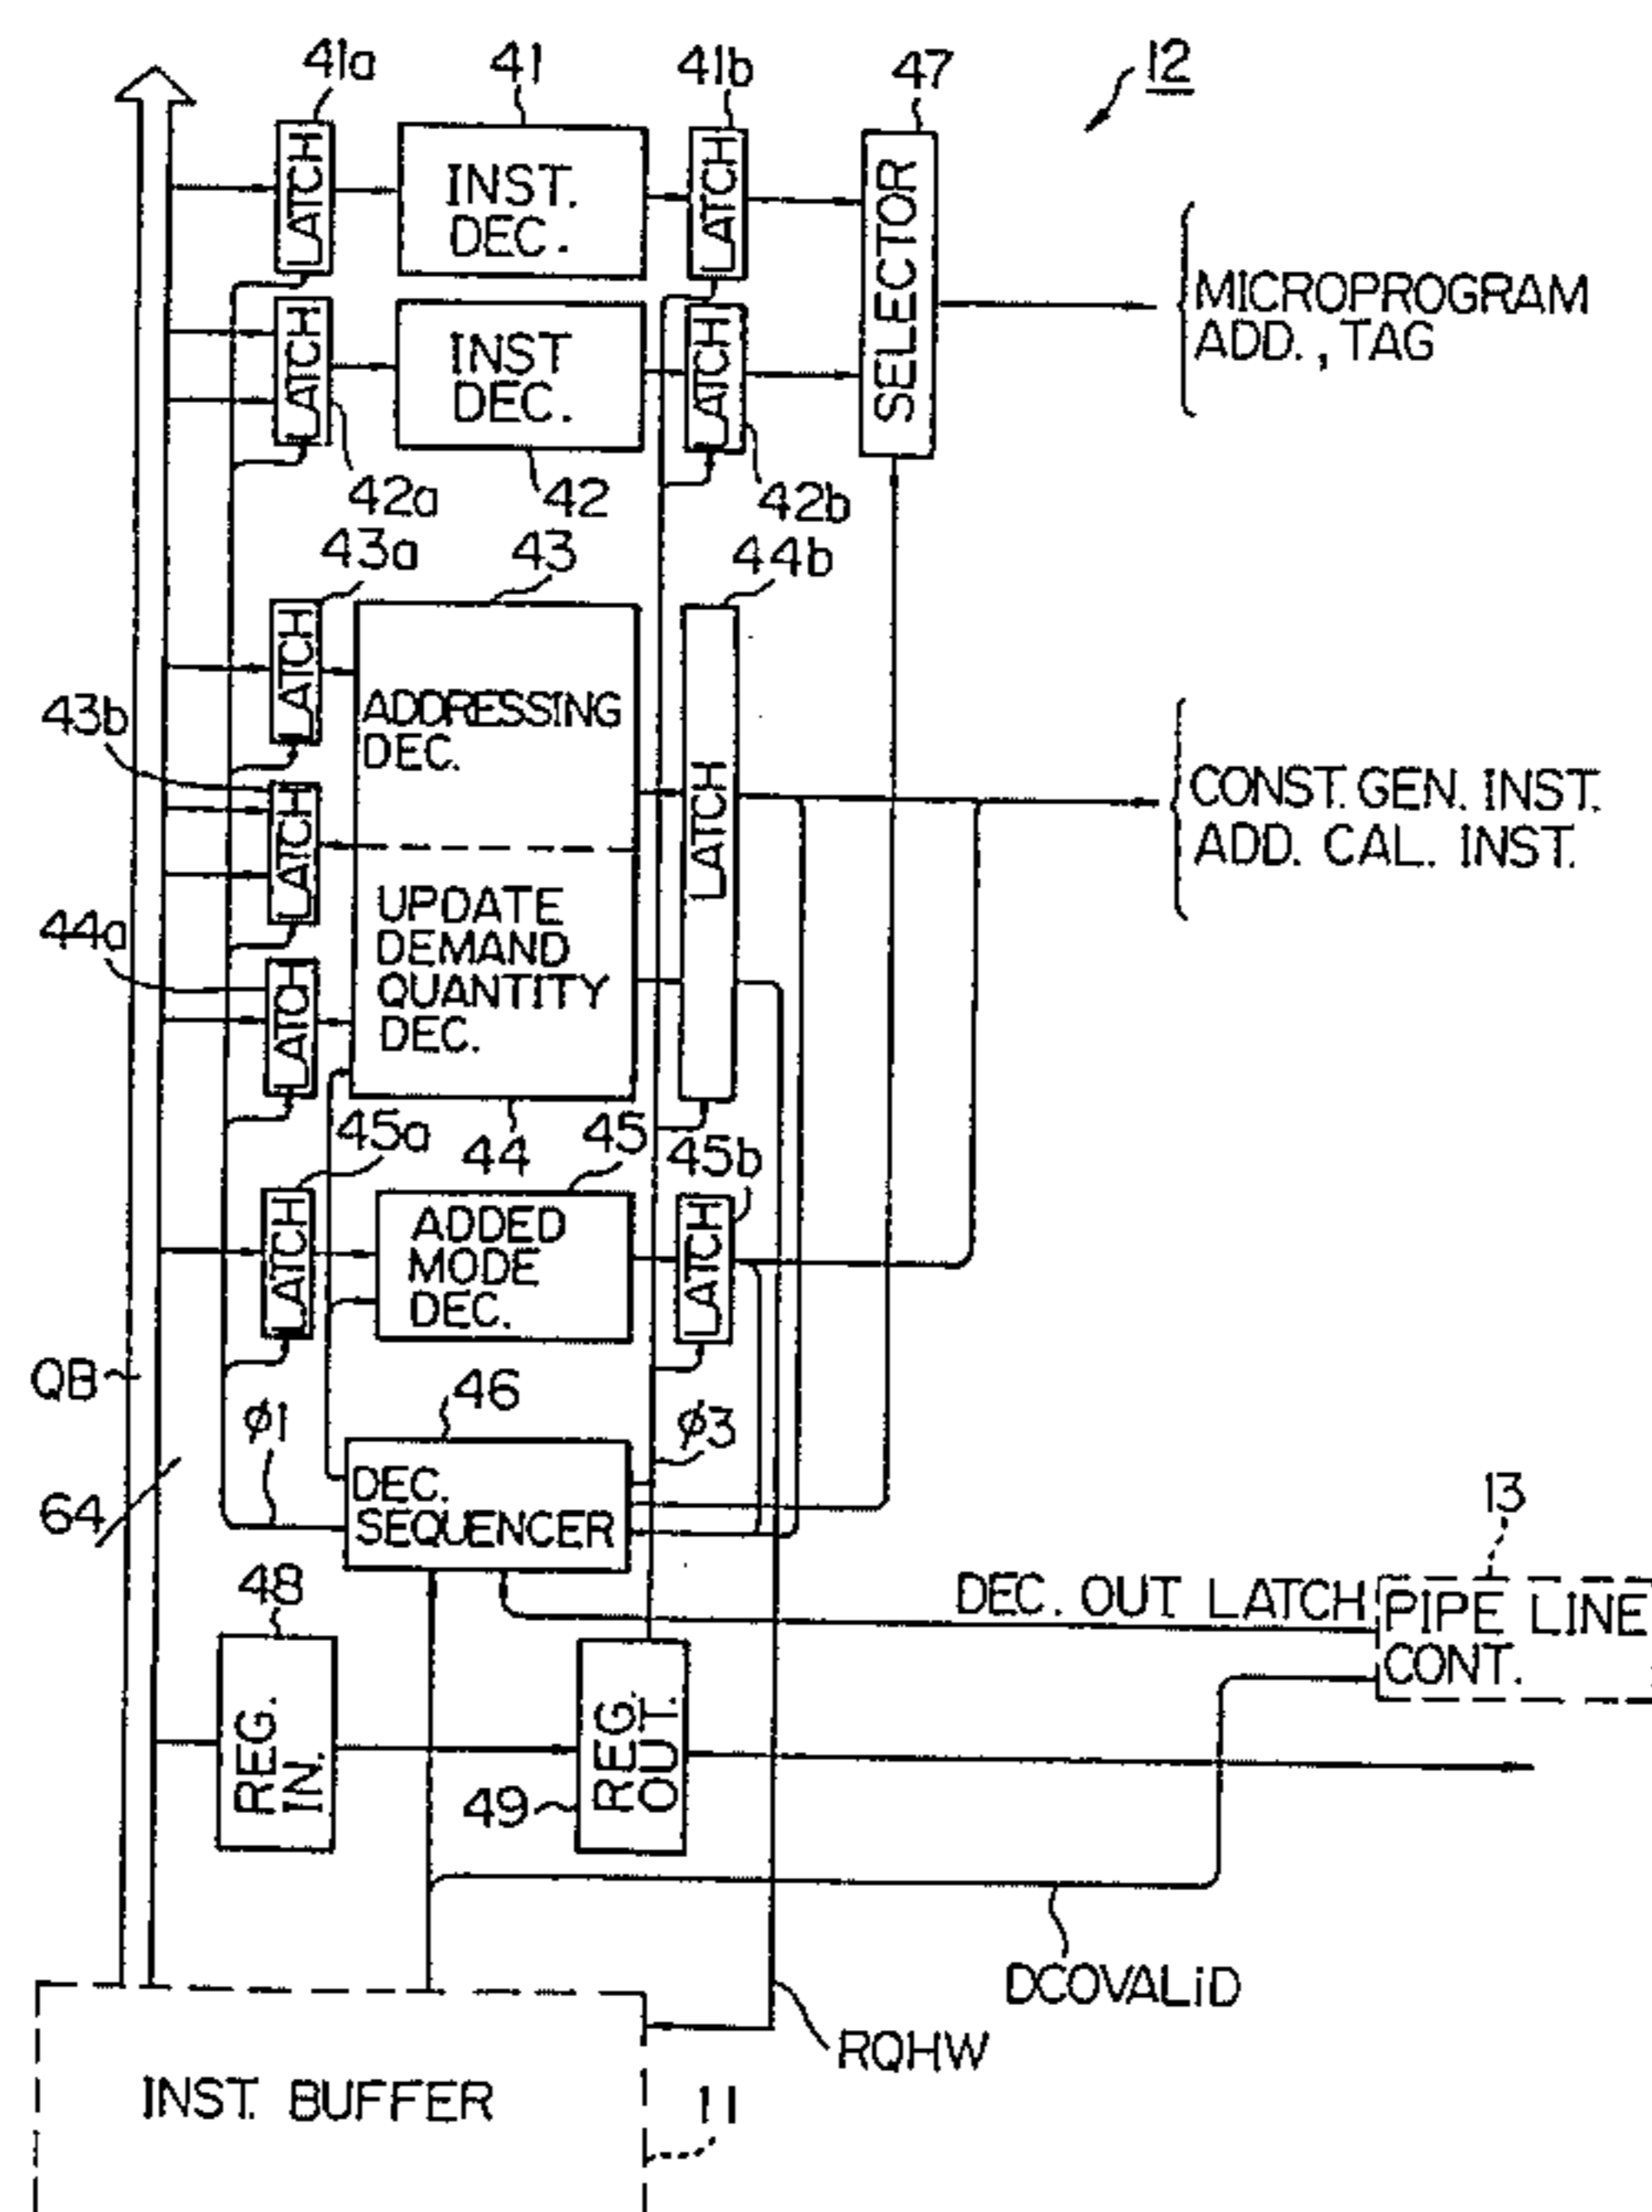 41a
41
41b
47
12
LATCH
INST.
DEC.
LATCH
SELECTOR
MICROPROGRAM
ADD., TAG
LATCH
INST
DEC.
LATCH
42a
42
42b
43a
43
44b
LATCH
ADDRESSING
DEC.
LATCH
43b
LATCH
CONST. GEN. INST.
ADD. CAL. INST.
UPDATE
DEMAND
QUANTITY
DEC.
44a
LATCH
45a
44
45
45b
LATCH
ADDED
MODE
DEC.
LATCH
QB
46
ø1
ø3
64
DEC.
SEQUENCER
13
48
DEC. OUT LATCH
PIPE LINE
CONT.
REG.
IN.
REG.
OUT.
49
DCOVALiD
RQHW
INST. BUFFER
11